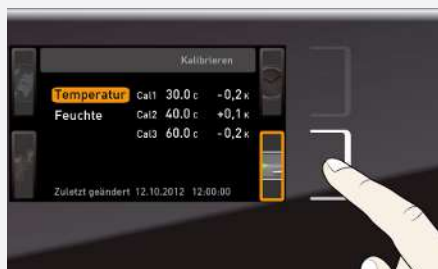 Kalibrieren
Temperatur Cal1 30.0 c -0,2 K
Feuchte Cal2 40.0 c +0,1 K
Cal3 60.0 c -0,2 K
Zuletzt geändert 12.10.2012 12:00:00